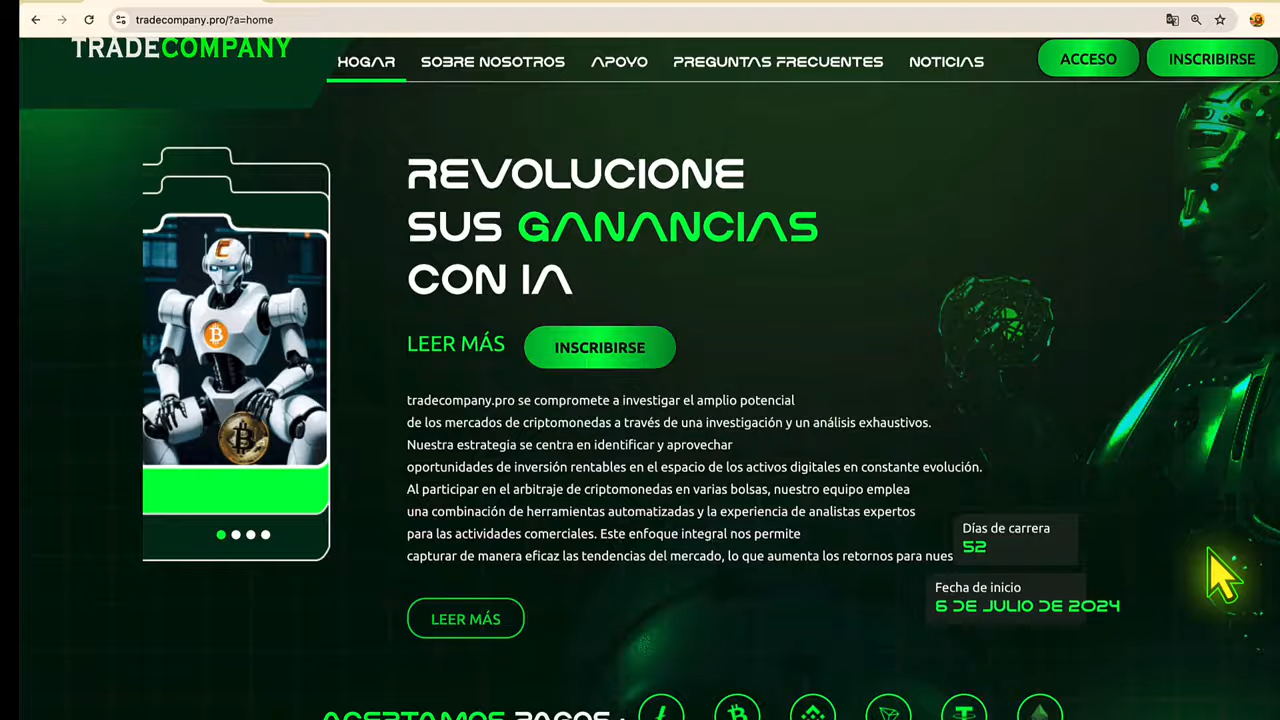 tradecompany.pro/?a=home
TRADECOMPANY
HOGAR
SOBRE NOSOTROS
APOYO
PREGUNTAS FRECUENTES
NOTICIAS
ACCESO
INSCRIBIRSE
REVOLUCIONE
SUS GANANCIAS
CON IA
LEER MÁS
INSCRIBIRSE
tradecompany.pro se compromete a investigar el amplio potencial
de los mercados de criptomonedas a través de una investigación y un análisis exhaustivos.
Nuestra estrategia se centra en identificar y aprovechar
oportunidades de inversión rentables en el espacio de los activos digitales en constante evolución.
Al participar en el arbitraje de criptomonedas en varias bolsas, nuestro equipo emplea
una combinación de herramientas automatizadas y la experiencia de analistas expertos
para las actividades comerciales. Este enfoque integral nos permite
capturar de manera eficaz las tendencias del mercado, lo que aumenta los retornos para nues
Días de carrera
52
Fecha de inicio
6 DE JULIO DE 2024
LEER MÁS
ACEPTAMOS PAGOS :